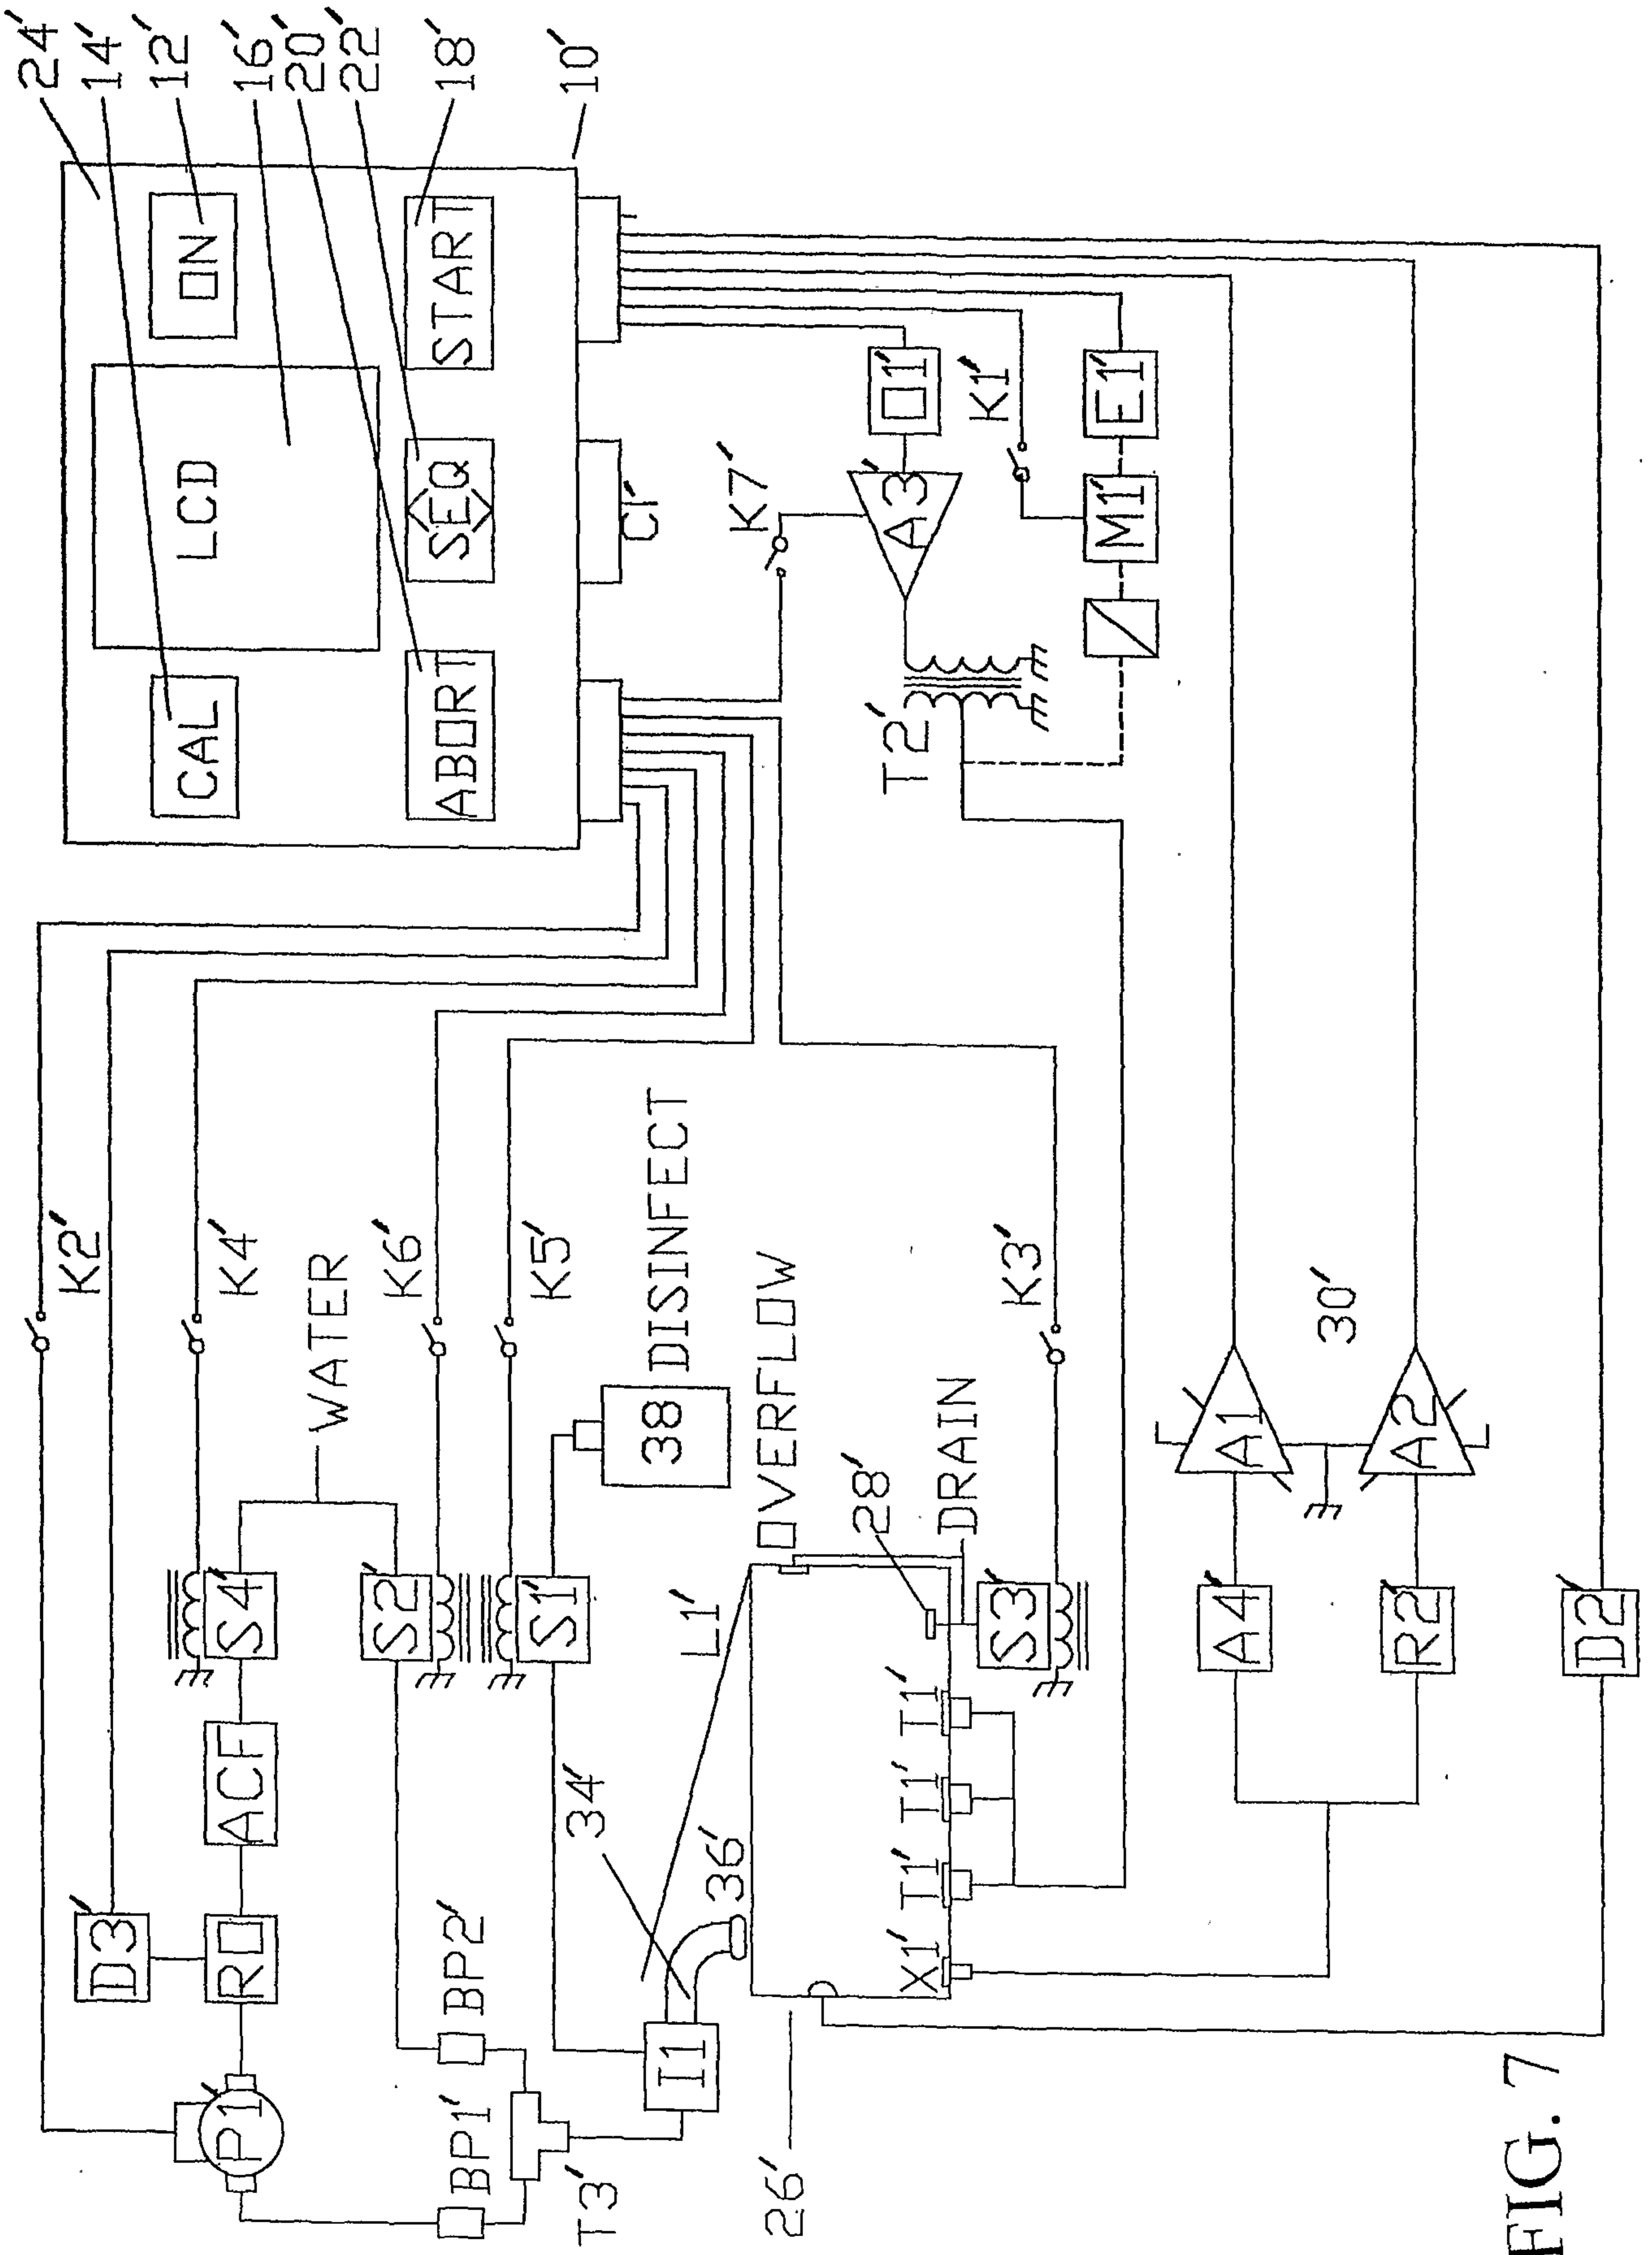 24'
14'
12'
16'
20'
22'
18'
10'
CAL
LCD
ON
ABORT
SEQ
START
C1'
K2'
K4'
WATER
K6'
K5'
38
DISINFECT
OVERFLOW
K3'
K7'
A3'
O1'
K1'
T2'
M1'
E1'
D3'
P1'
RO
ACF
S4'
S2'
S1'
BP1'
BP2'
T3'
I1
34'
36'
L1'
28'
DRAIN
26'
X1'
T1'
T1'
T1'
S3'
A4'
A1
30'
R2'
A2
D2'
FIG. 7